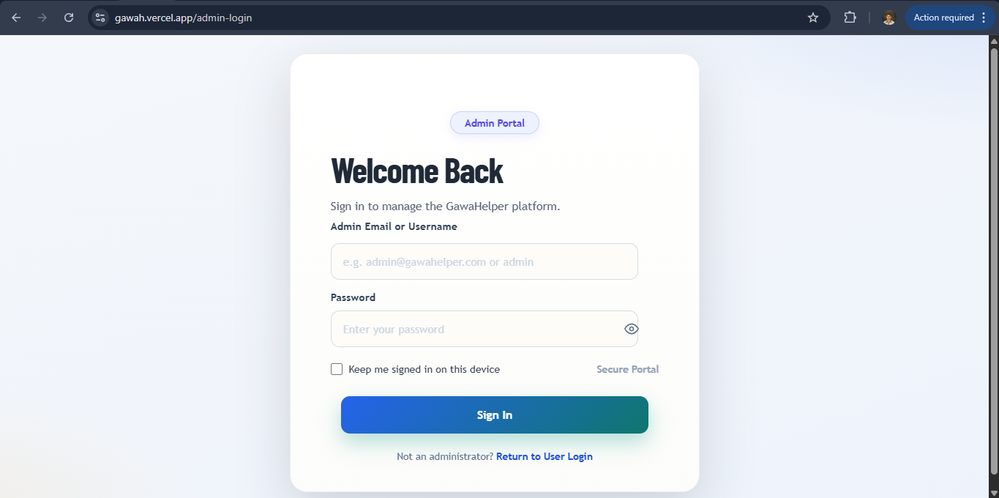 gawah.vercel.app/admin-login
Action required
Admin Portal
Welcome Back
Sign in to manage the GawaHelper platform.
Admin Email or Username
e.g. admin@gawahelper.com or admin
Password
Enter your password
Keep me signed in on this device
Secure Portal
Sign In
Not an administrator? Return to User Login